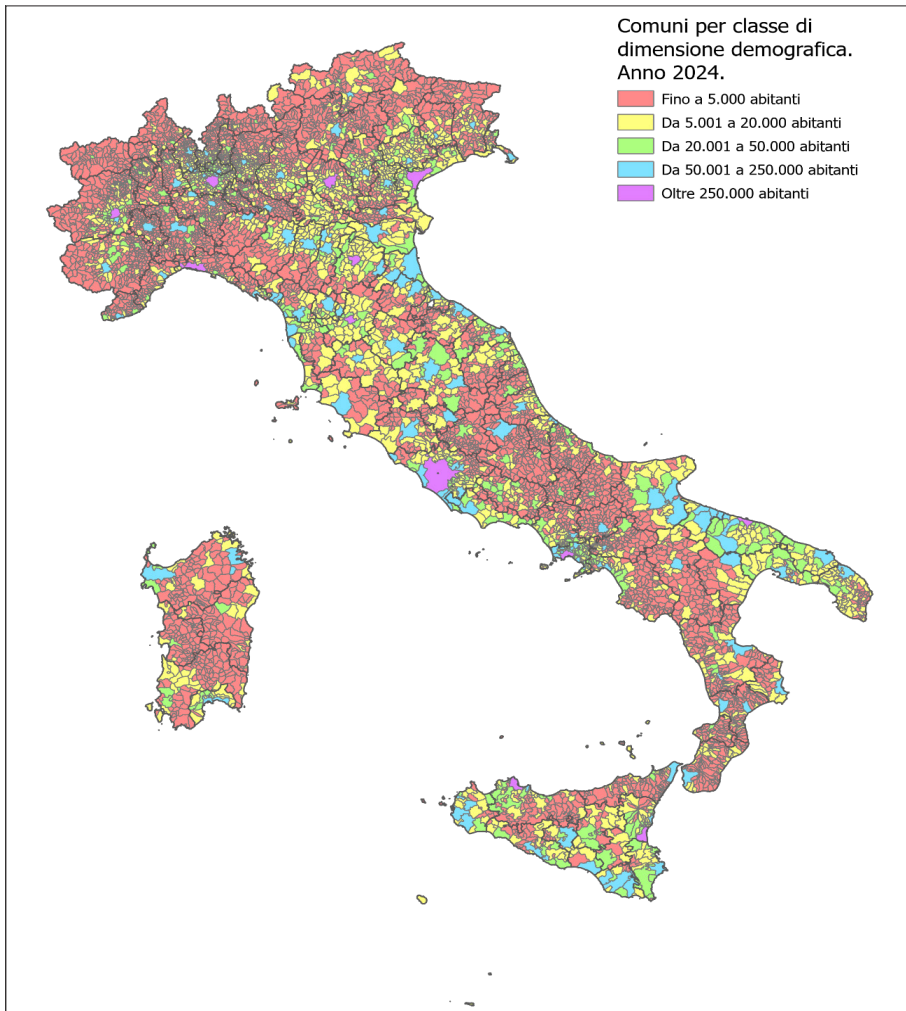 Comuni per classe di
dimensione demografica.
Anno 2024.
Fino a 5.000 abitanti
Da 5.001 a 20.000 abitanti
Da 20.001 a 50.000 abitanti
Da 50.001 a 250.000 abitanti
Oltre 250.000 abitanti